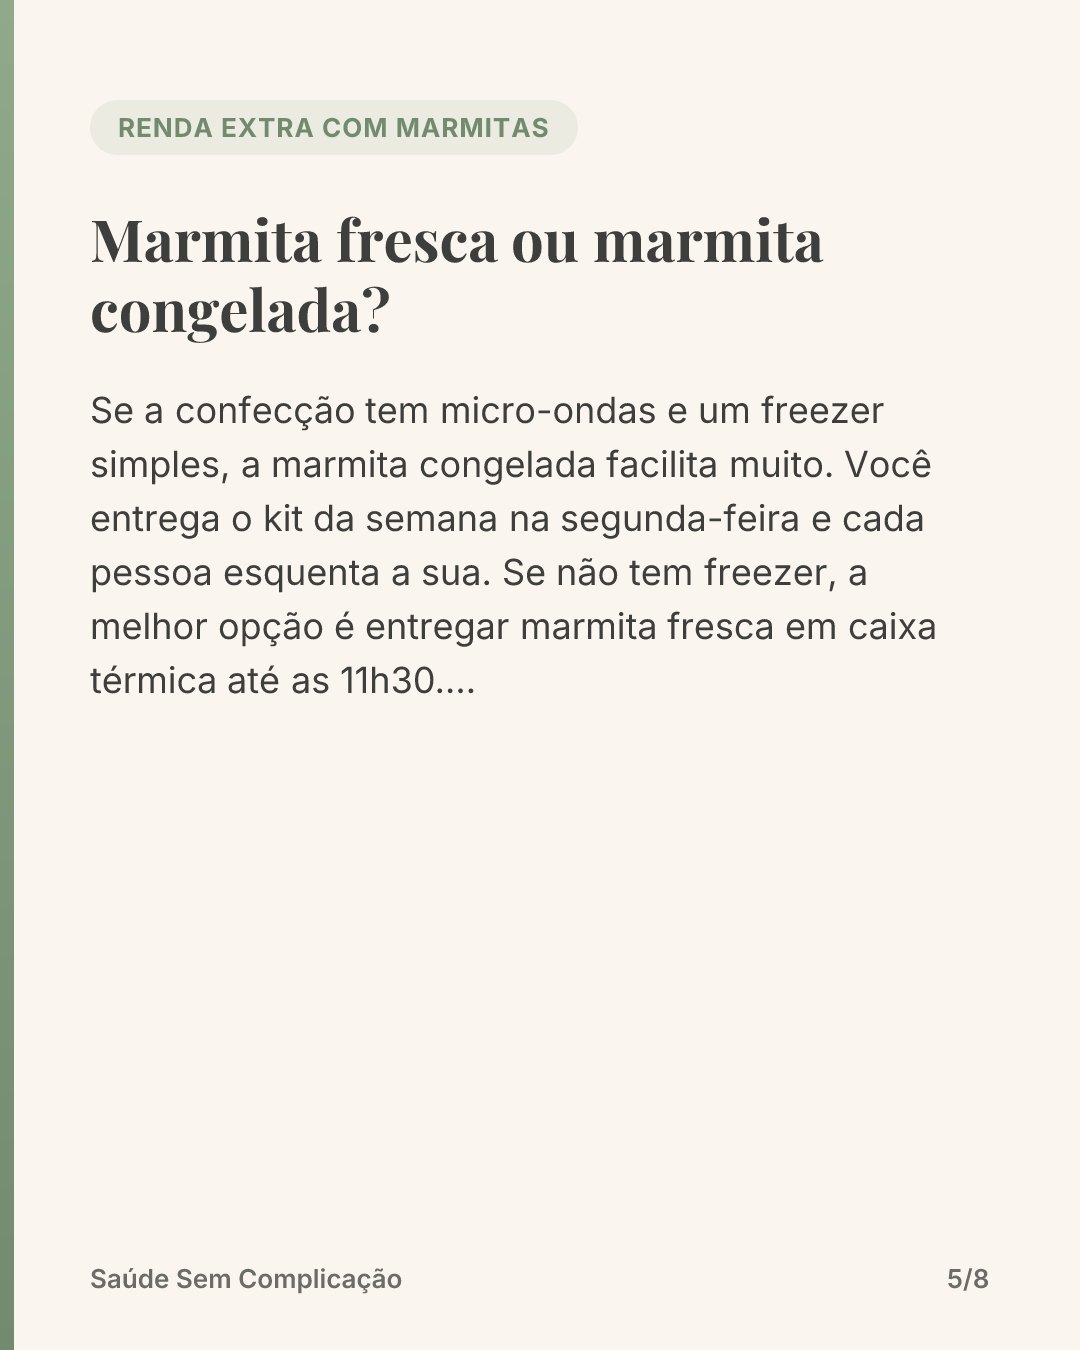 RENDA EXTRA COM MARMITAS
Marmita fresca ou marmita
congelada?
Se a confecção tem micro-ondas e um freezer
simples, a marmita congelada facilita muito. Você
entrega o kit da semana na segunda-feira e cada
pessoa esquenta a sua. Se não tem freezer, a
melhor opção é entregar marmita fresca em caixa
térmica até as 11h30....
Saúde Sem Complicação
5/8